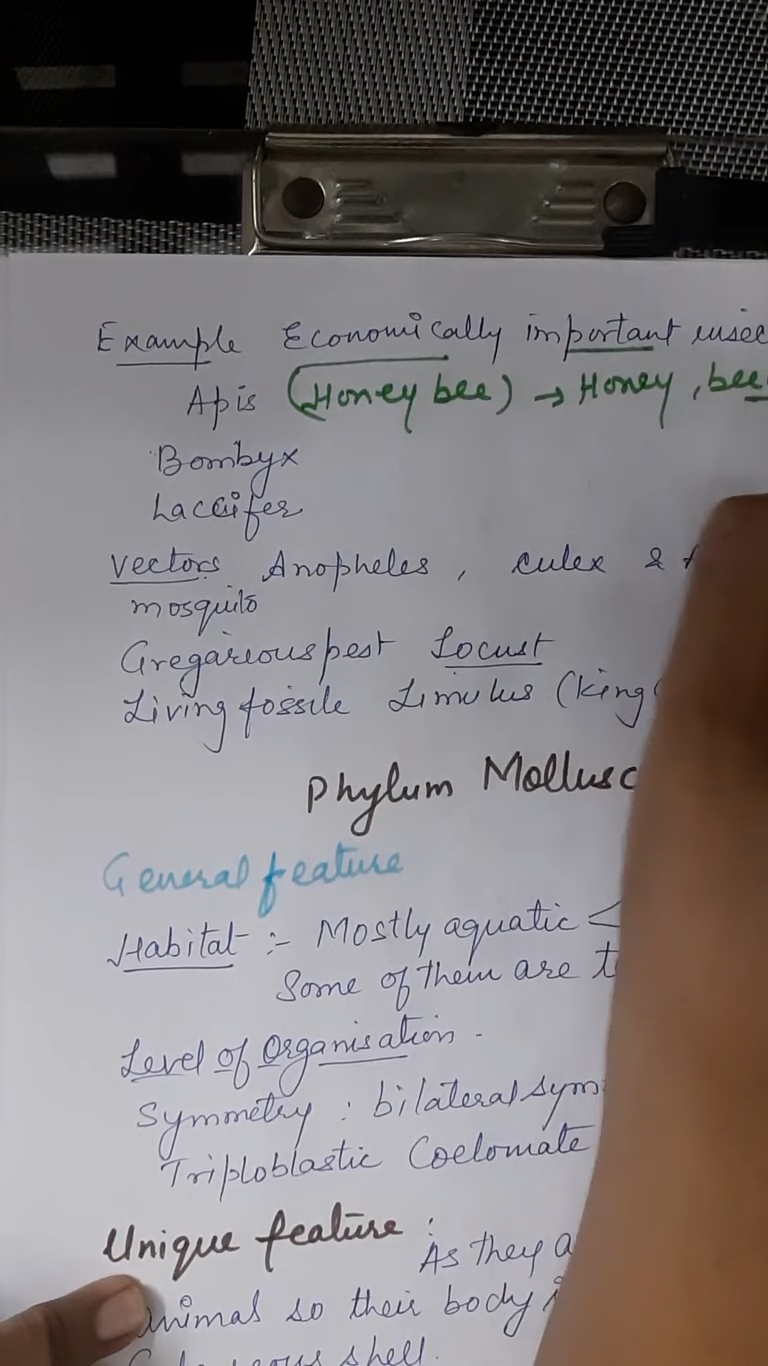 Example Economically important insec
Apis (Honey bee) → Honey, bee
Bombyx
Laccifer
Vectors Anopheles, culex &
mosquito
Gregareous pest Locust
Living fossile Limulus (king
Phylum Mollusc
General feature
Habitat :- Mostly aquatic <
Some of them are t
Level of Organisation -
Symmetry : bilateral sym
Triploblastic Coelomate
Unique feature :
As they a
animal so their body i
shell.